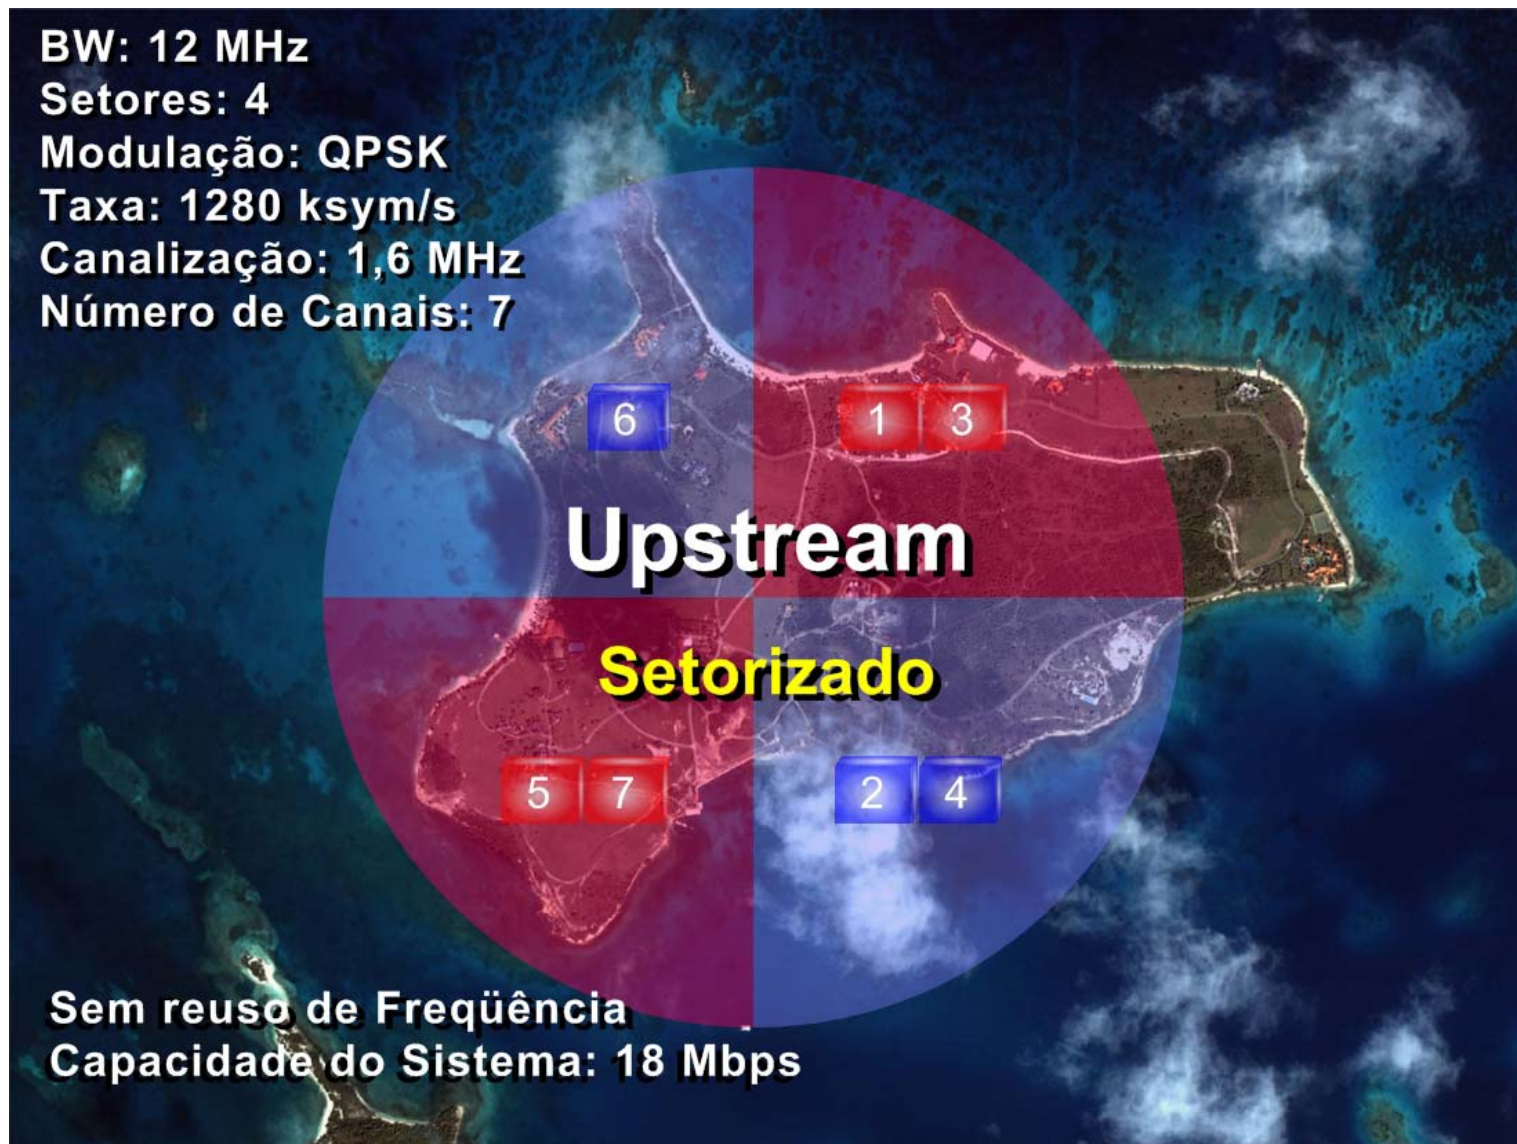 BW: 12 MHz
Setores: 4
Modulação: QPSK
Taxa: 1280 ksym/s
Canalização: 1,6 MHz
Número de Canais: 7
6
1 3
Upstream
Setorizado
5 7
2 4
Sem reuso de Freqüência
Capacidade do Sistema: 18 Mbps